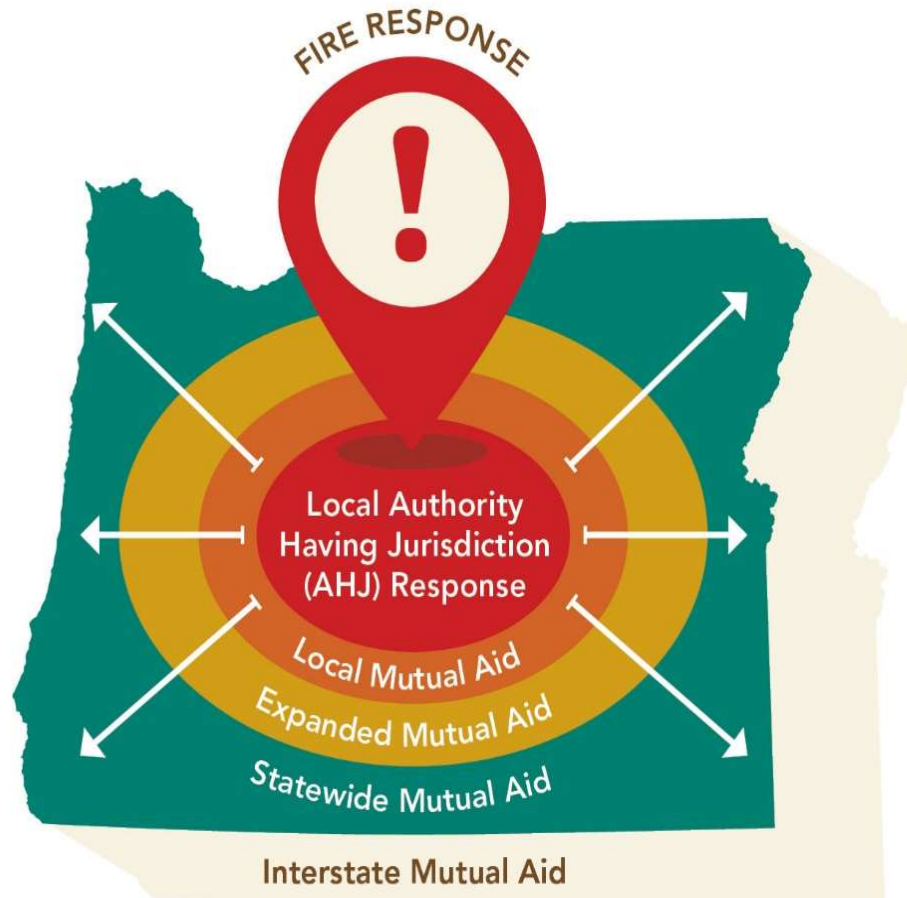 FIRE RESPONSE
!
Local Authority
Having Jurisdiction
(AHJ) Response
Local Mutual Aid
Expanded Mutual Aid
Statewide Mutual Aid
Interstate Mutual Aid